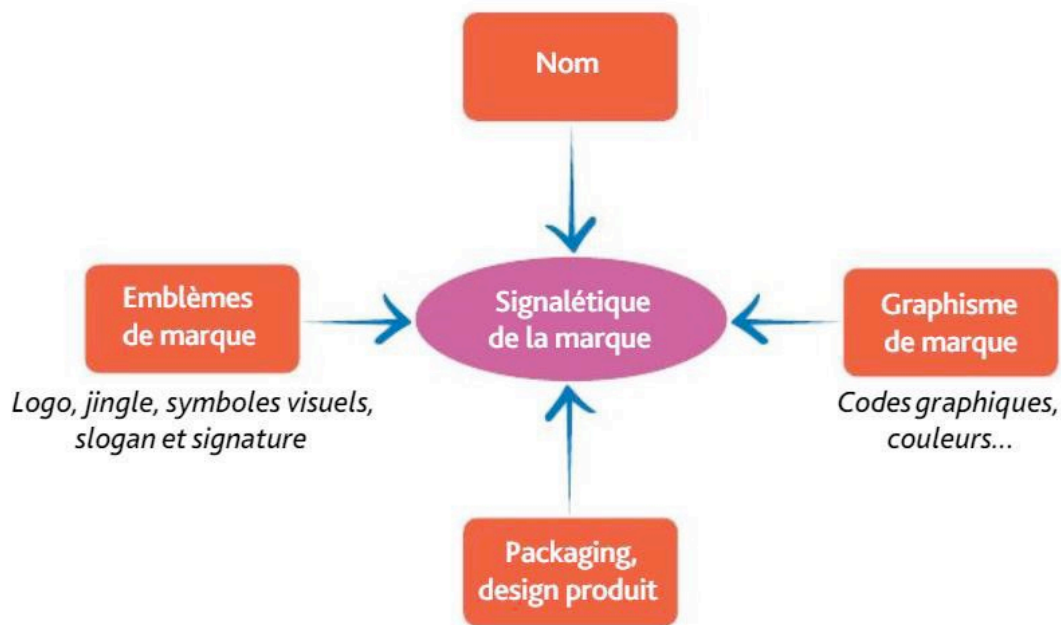 Nom
Emblèmes
de marque
Logo, jingle, symboles visuels,
slogan et signature
Signalétique
de la marque
Graphisme
de marque
Codes graphiques,
couleurs...
Packaging,
design produit